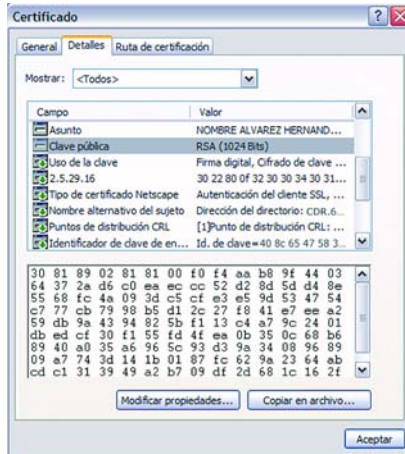 Certificado
General Detalles Ruta de certificación
Mostrar: <Todos>
Campo Valor
Asunto NOMBRE ALVAREZ HERNAND...
Clave pública RSA (1024 Bits)
Uso de la clave Firma digital, Cifrado de clave ...
2.5.29.16 30 22 80 0f 32 30 30 34 30 31...
Tipo de certificado Netscape Autenticación del cliente SSL, ...
Nombre alternativo del sujeto Dirección del directorio: CDR.6...
Puntos de distribución CRL [1]Punto de distribución CRL: ...
Identificador de clave de en... Id. de clave=40 8c 65 47 58 3...
30 81 89 02 81 81 00 f0 f4 aa b8 9f 44 03
64 37 2a d6 c0 ea ec cc 52 d2 8d 5d d4 8e
55 68 fc 4a 09 3d c5 cf e3 e5 9d 53 47 54
c7 77 cb 79 98 b5 d1 2c 27 f8 41 e7 ee a2
59 db 9a 43 94 82 5b f1 13 c4 a7 9c 24 01
db ed cf 30 f1 55 fd 4f ea 0b 35 0c 68 b6
89 40 a0 35 a6 96 5c 93 d3 9a 34 08 96 89
09 a7 74 3d 14 1b 01 87 fc 62 9a 23 64 ab
cd c1 31 39 49 a2 b7 09 df 2d 68 1c 16 2f
Modificar propiedades... Copiar en archivo...
Aceptar